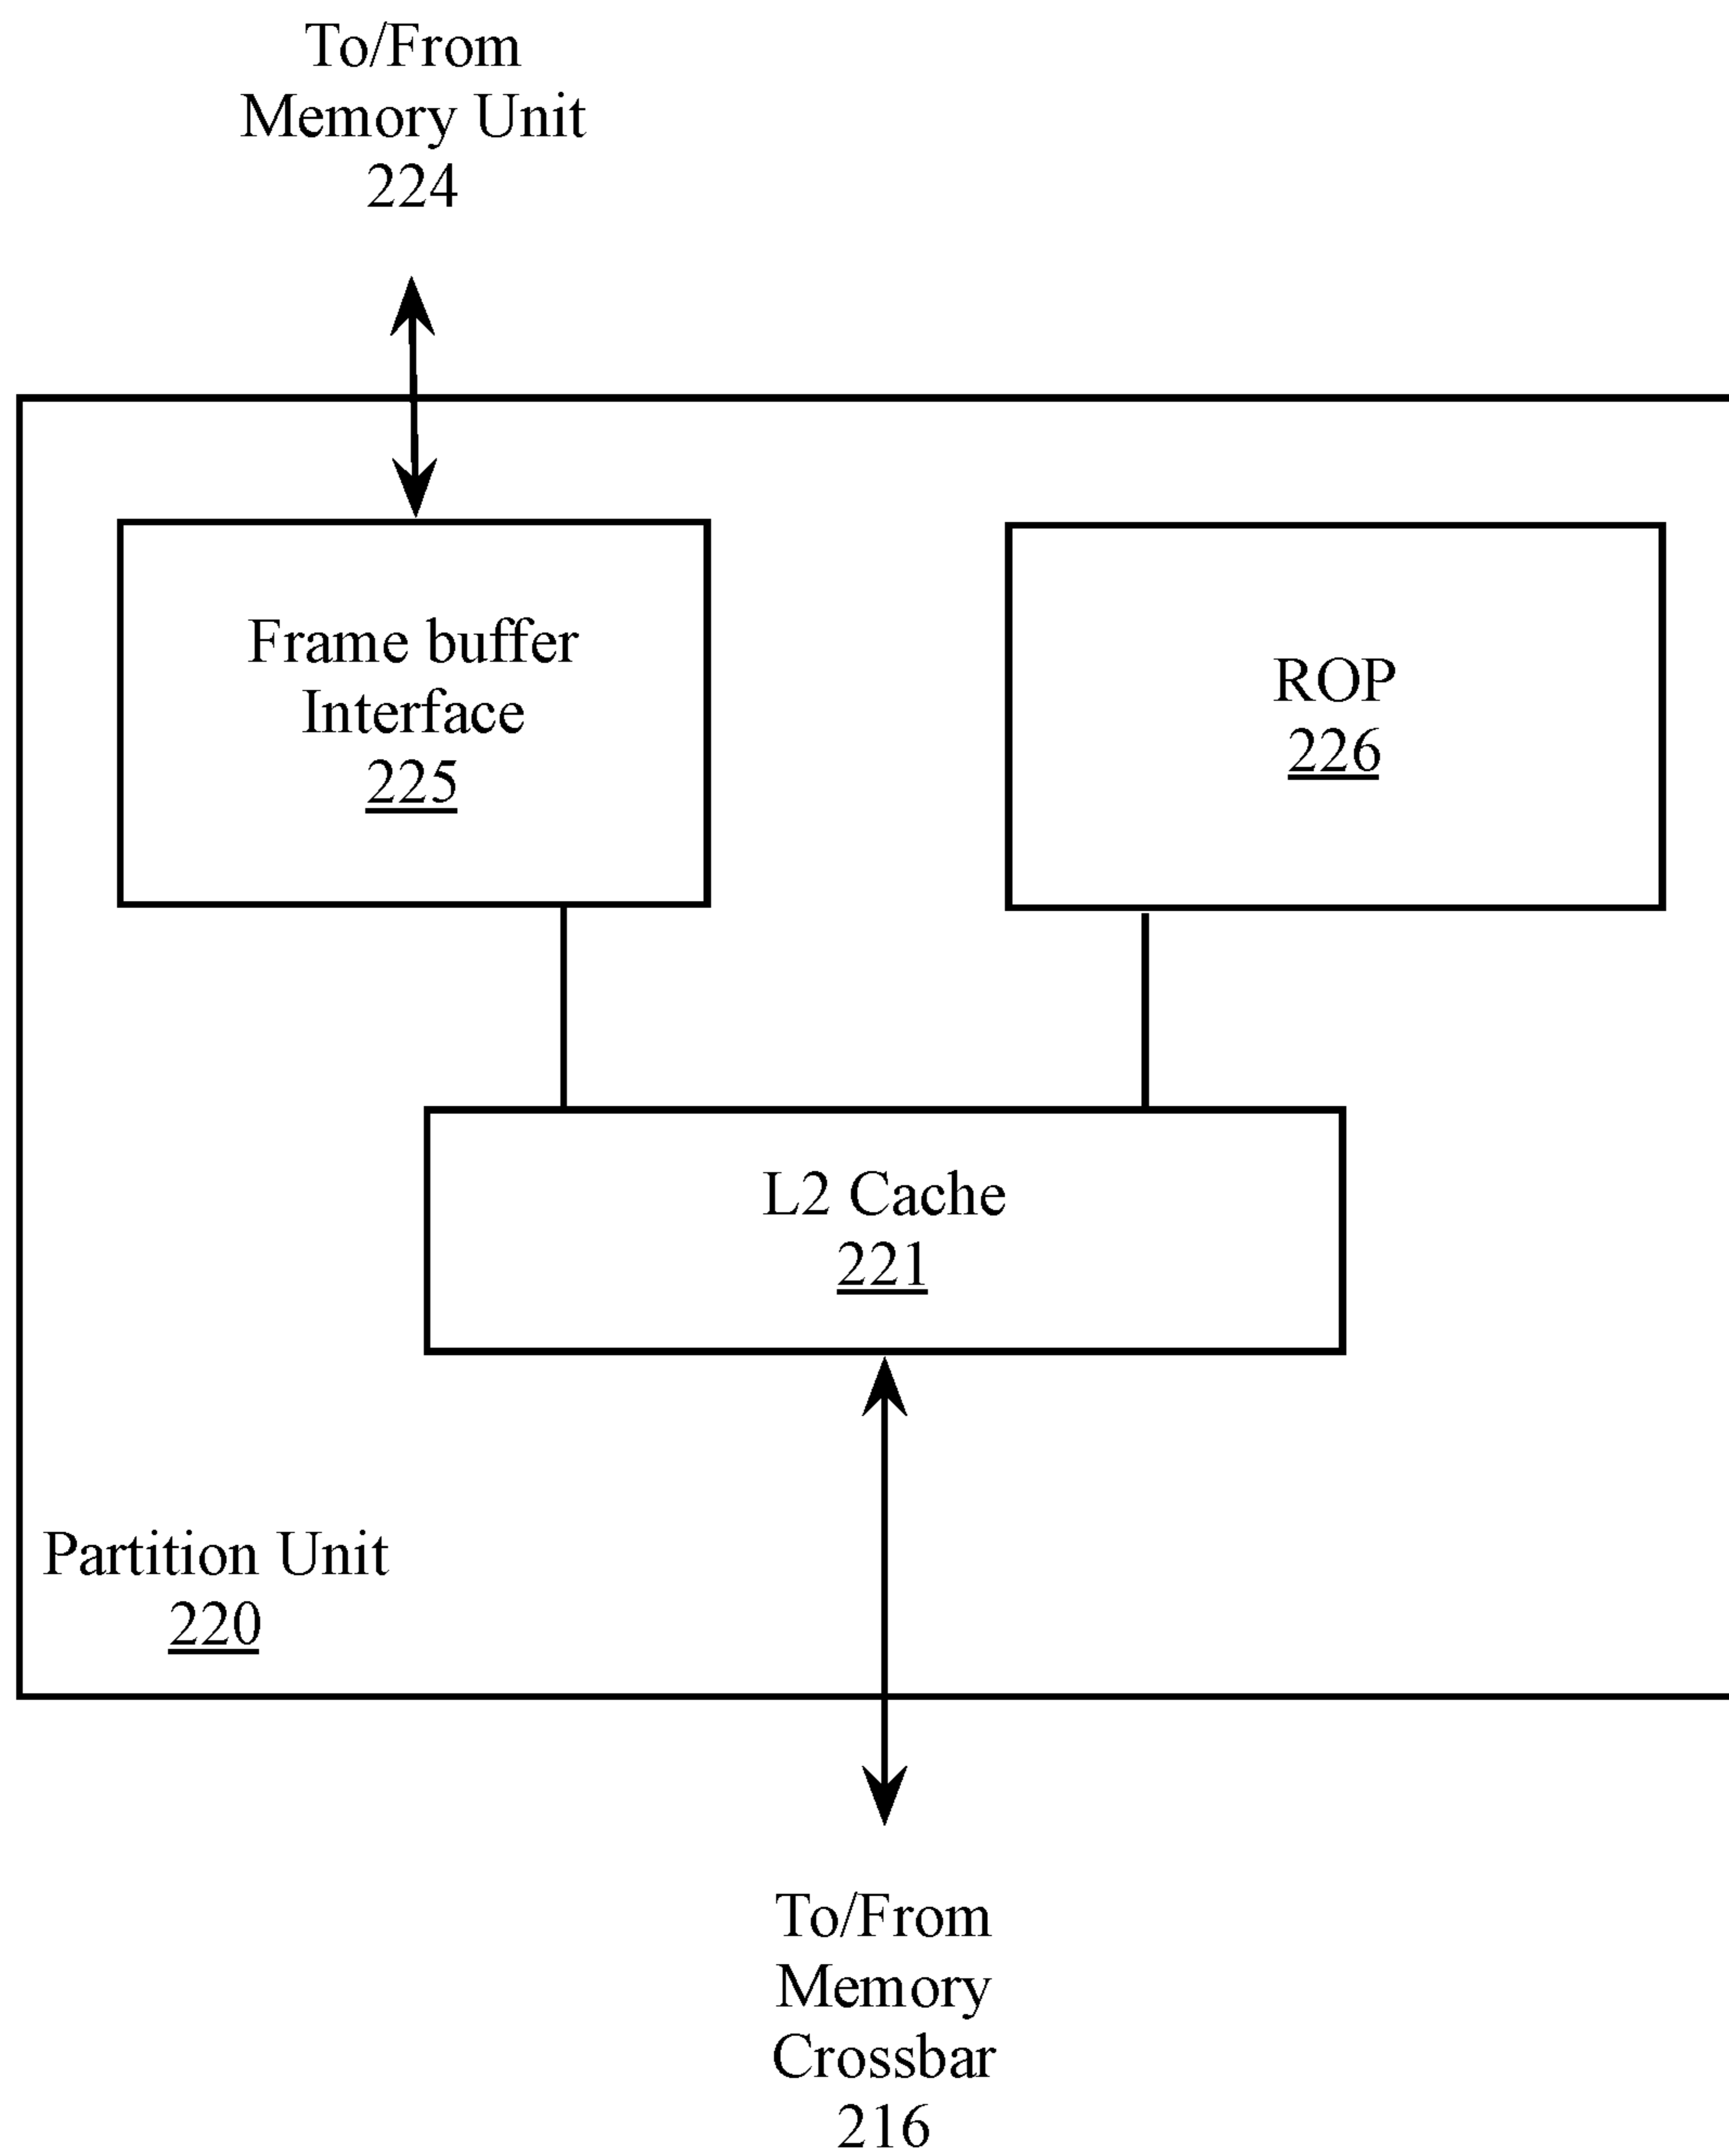 To/From
Memory Unit
224
Frame buffer
Interface
225
ROP
226
L2 Cache
221
Partition Unit
220
To/From
Memory
Crossbar
216